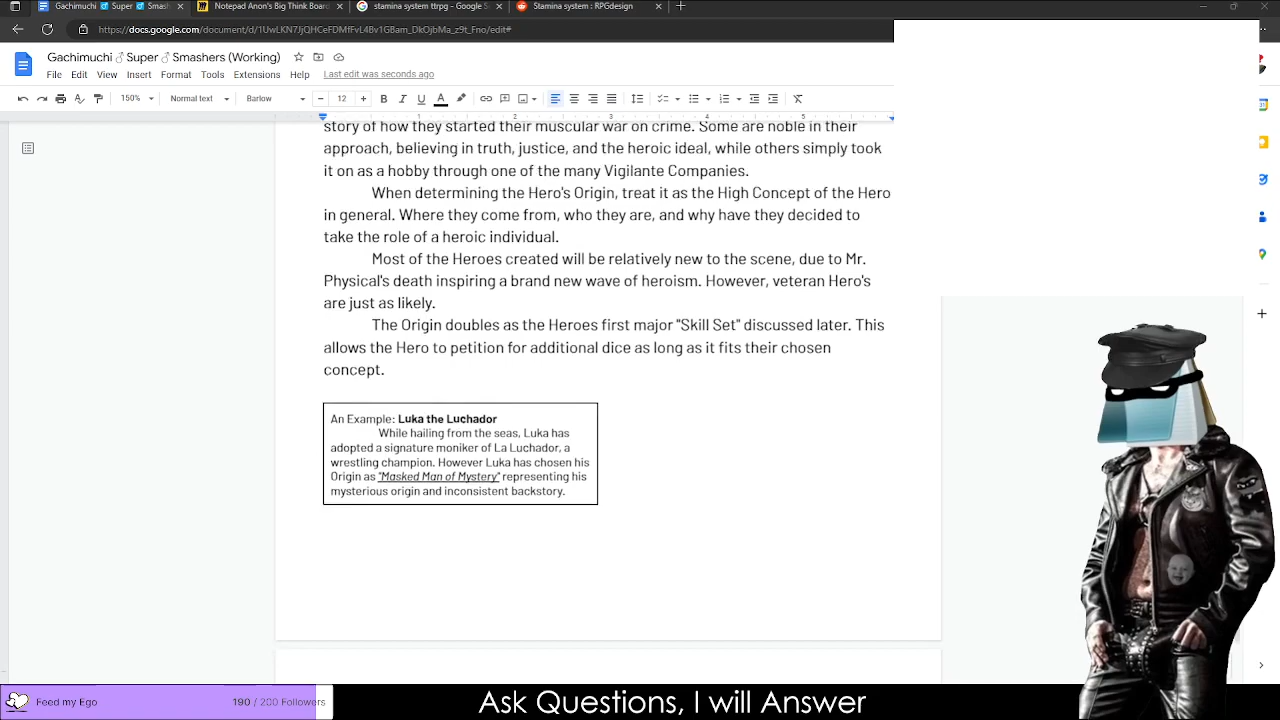 Gachimuchi ♂ Super ♂ Smash
Notepad Anon's Big Think Board
stamina system ttrpg - Google S
Stamina system : RPGdesign
https://docs.google.com/document/d/1UwLKN7JjQHCeFDMfFvL4Bv1GBam_DkOjbMa_z9t_Fno/edit#
Gachimuchi ♂ Super ♂ Smashers (Working)
File Edit View Insert Format Tools Extensions Help Last edit was seconds ago
150% Normal text Barlow 12 B I U A
1 2 3 4 5
story of how they started their muscular war on crime. Some are noble in their
approach, believing in truth, justice, and the heroic ideal, while others simply took
it on as a hobby through one of the many Vigilante Companies.
When determining the Hero's Origin, treat it as the High Concept of the Hero
in general. Where they come from, who they are, and why have they decided to
take the role of a heroic individual.
Most of the Heroes created will be relatively new to the scene, due to Mr.
Physical's death inspiring a brand new wave of heroism. However, veteran Hero's
are just as likely.
The Origin doubles as the Heroes first major "Skill Set" discussed later. This
allows the Hero to petition for additional dice as long as it fits their chosen
concept.
An Example: Luka the Luchador
While hailing from the seas, Luka has
adopted a signature moniker of La Luchador, a
wrestling champion. However Luka has chosen his
Origin as "Masked Man of Mystery" representing his
mysterious origin and inconsistent backstory.
Feed my Ego 190 / 200 Followers
Ask Questions, I will Answer